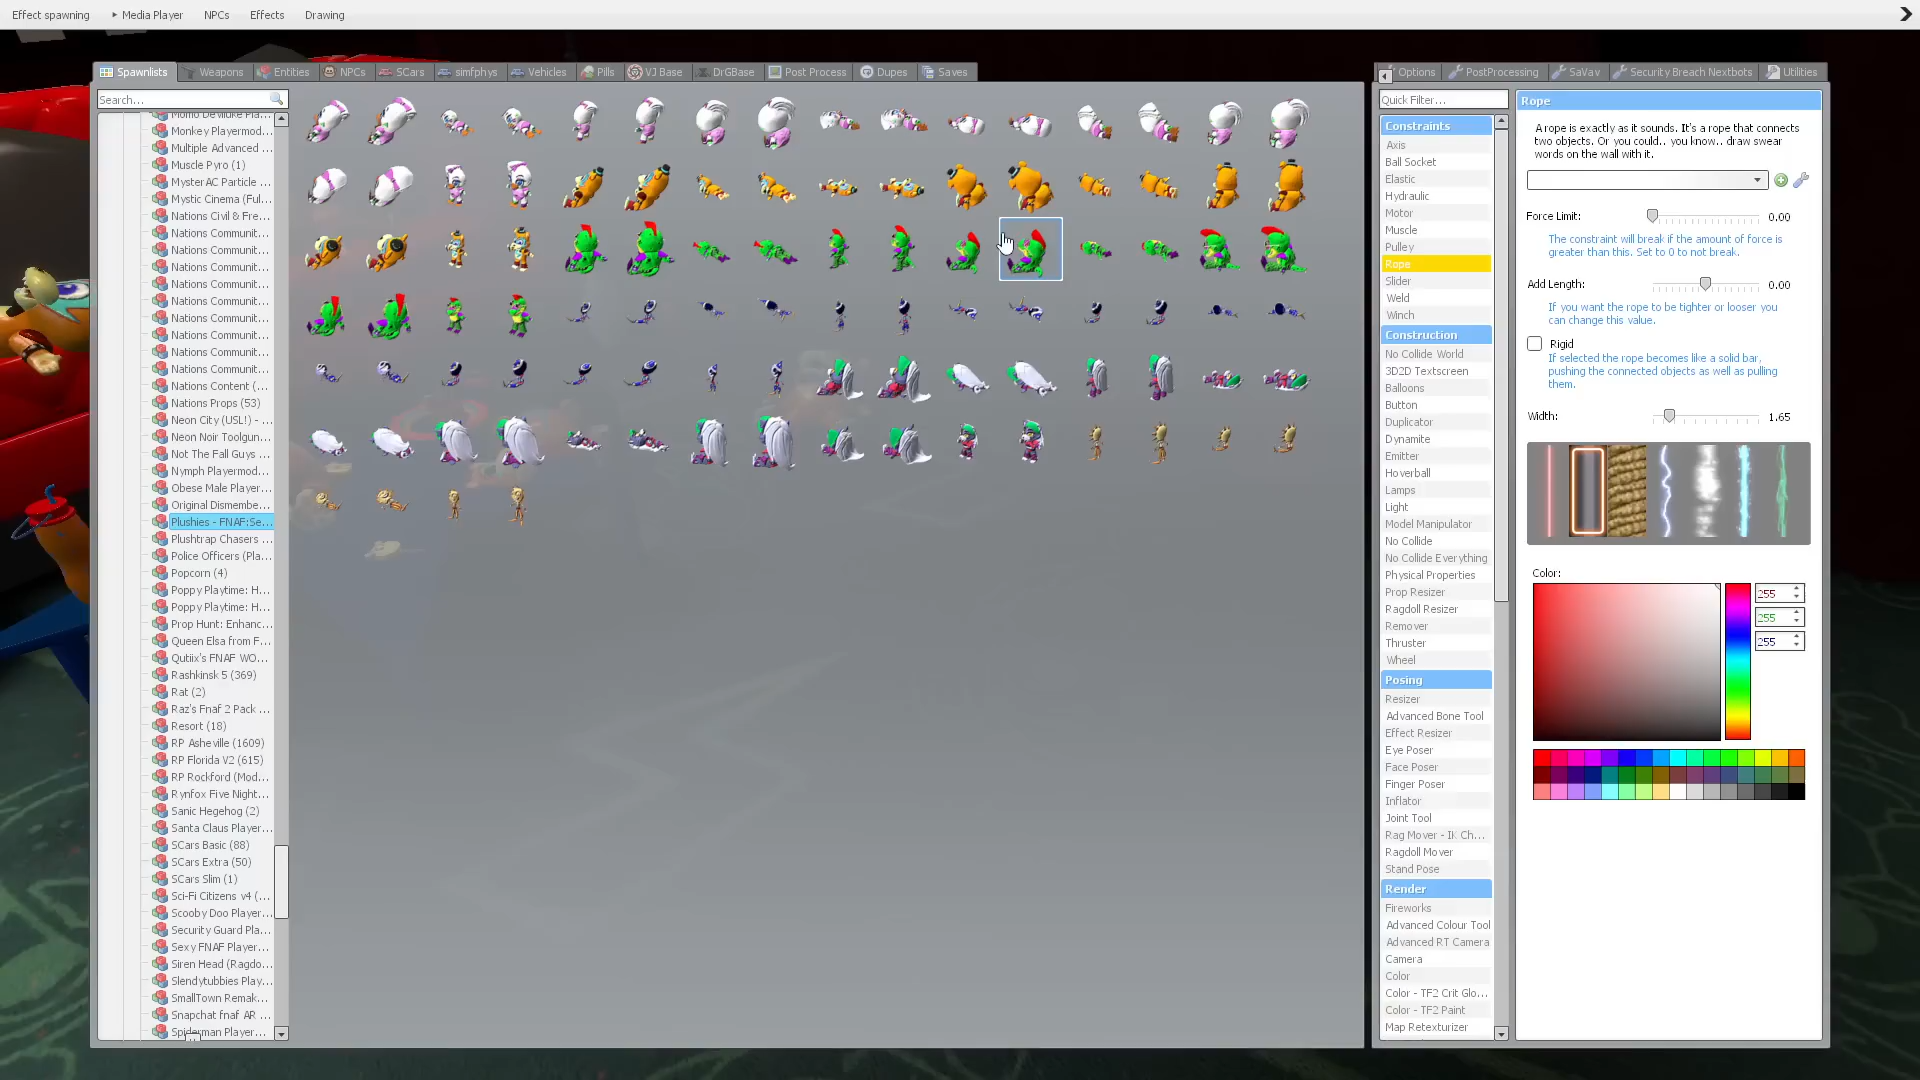 Effect spawning
Media Player
NPCs
Effects
Drawing
Spawnlists
Weapons
Entities
NPCs
SCars
simfphys
Vehicles
Pills
VJ Base
DrGBase
Post Process
Dupes
Saves
Search...
Momo Deviluke Pla...
Monkey Playermod...
Multiple Advanced ...
Muscle Pyro (1)
MysterAC Particle ...
Mystic Cinema (Ful...
Nations Civil & Fre...
Nations Communit...
Nations Communit...
Nations Communit...
Nations Communit...
Nations Communit...
Nations Communit...
Nations Communit...
Nations Communit...
Nations Communit...
Nations Content (...
Nations Props (53)
Neon City (USL!) - ...
Neon Noir Toolgun...
Not The Fall Guys ...
Nymph Playermod...
Obese Male Player...
Original Dismembe...
Plushies - FNAF:Se...
Plushtrap Chasers ...
Police Officers (Pla...
Popcorn (4)
Poppy Playtime: H...
Poppy Playtime: H...
Prop Hunt: Enhanc...
Queen Elsa from F...
Qutiix's FNAF WO...
Rashkinsk 5 (369)
Rat (2)
Raz's Fnaf 2 Pack ...
Resort (18)
RP Asheville (1609)
RP Florida V2 (615)
RP Rockford (Mod...
Rynfox Five Night...
Sanic Hegehog (2)
Santa Claus Player...
SCars Basic (88)
SCars Extra (50)
SCars Slim (1)
Sci-Fi Citizens v4 (...
Scooby Doo Player...
Security Guard Pla...
Sexy FNAF Player...
Siren Head (Ragdo...
Slendytubbies Play...
SmallTown Remak...
Snapchat fnaf AR ...
Spiderman Player...
Options
PostProcessing
SaVav
Security Breach Nextbots
Utilities
Quick Filter...
Constraints
Axis
Ball Socket
Elastic
Hydraulic
Motor
Muscle
Pulley
Rope
Slider
Weld
Winch
Construction
No Collide World
3D2D Textscreen
Balloons
Button
Duplicator
Dynamite
Emitter
Hoverball
Lamps
Light
Model Manipulator
No Collide
No Collide Everything
Physical Properties
Prop Resizer
Ragdoll Resizer
Remover
Thruster
Wheel
Posing
Resizer
Advanced Bone Tool
Effect Resizer
Eye Poser
Face Poser
Finger Poser
Inflator
Joint Tool
Rag Mover - IK Ch...
Ragdoll Mover
Stand Pose
Render
Fireworks
Advanced Colour Tool
Advanced RT Camera
Camera
Color
Color - TF2 Crit Glo...
Color - TF2 Paint
Map Retexturizer
Rope
A rope is exactly as it sounds. It's a rope that connects
two objects. Or you could.. you know.. draw swear
words on the wall with it.
Force Limit: 0.00
The constraint will break if the amount of force is
greater than this. Set to 0 to not break.
Add Length: 0.00
If you want the rope to be tighter or looser you
can change this value.
Rigid
If selected the rope becomes like a solid bar,
pushing the connected objects as well as pulling
them.
Width: 1.65
Color:
255
255
255